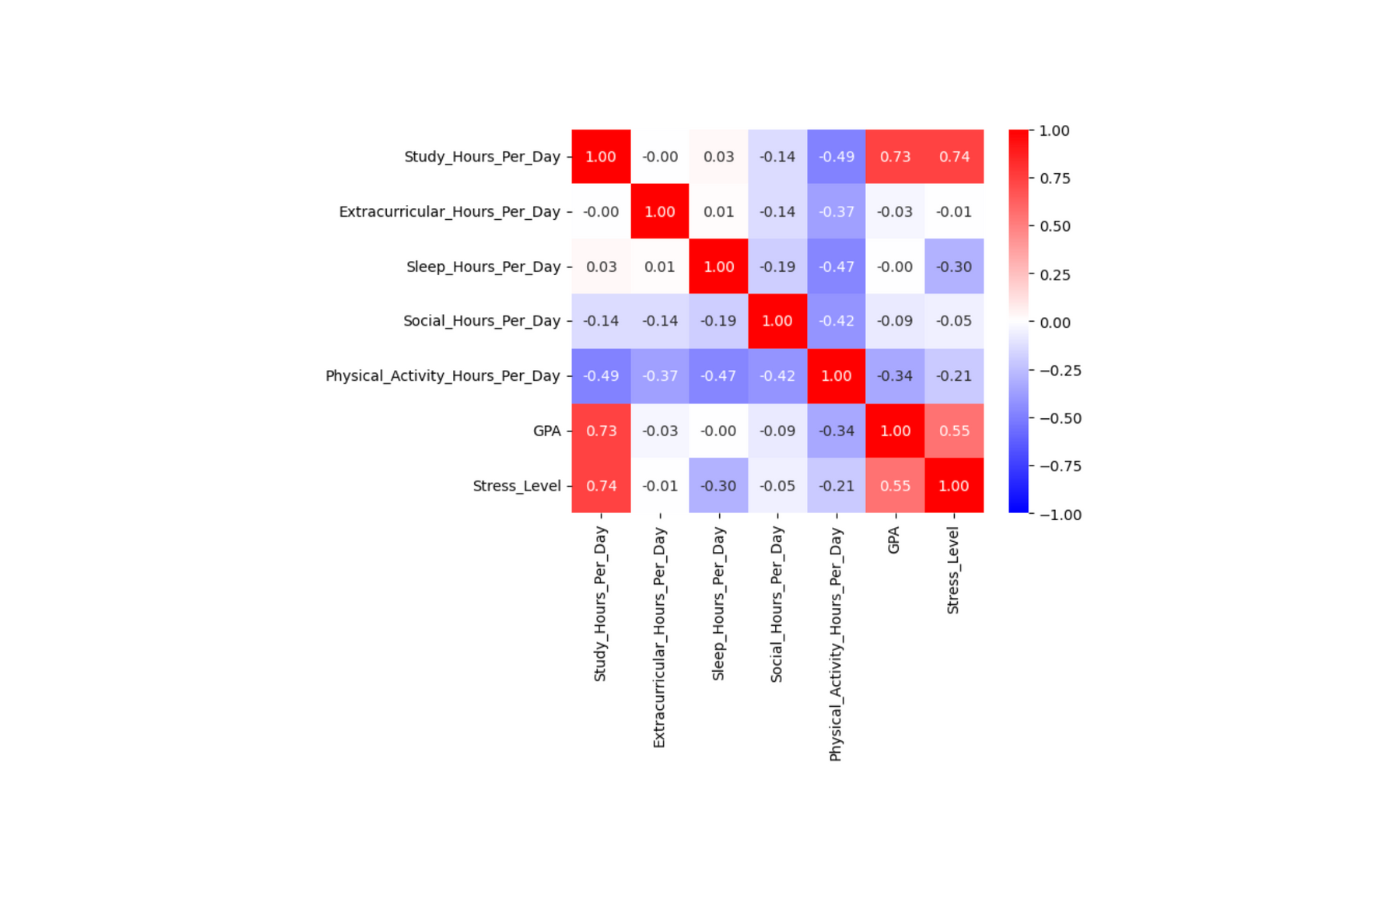 Study_Hours_Per_Day 1.00 -0.00 0.03 -0.14 -0.49 0.73 0.74
Extracurricular_Hours_Per_Day -0.00 1.00 0.01 -0.14 -0.37 -0.03 -0.01
Sleep_Hours_Per_Day 0.03 0.01 1.00 -0.19 -0.47 -0.00 -0.30
Social_Hours_Per_Day -0.14 -0.14 -0.19 1.00 -0.42 -0.09 -0.05
Physical_Activity_Hours_Per_Day -0.49 -0.37 -0.47 -0.42 1.00 -0.34 -0.21
GPA 0.73 -0.03 -0.00 -0.09 -0.34 1.00 0.55
Stress_Level 0.74 -0.01 -0.30 -0.05 -0.21 0.55 1.00
Study_Hours_Per_Day
Extracurricular_Hours_Per_Day
Sleep_Hours_Per_Day
Social_Hours_Per_Day
Physical_Activity_Hours_Per_Day
GPA
Stress_Level
1.00
0.75
0.50
0.25
0.00
−0.25
−0.50
−0.75
−1.00